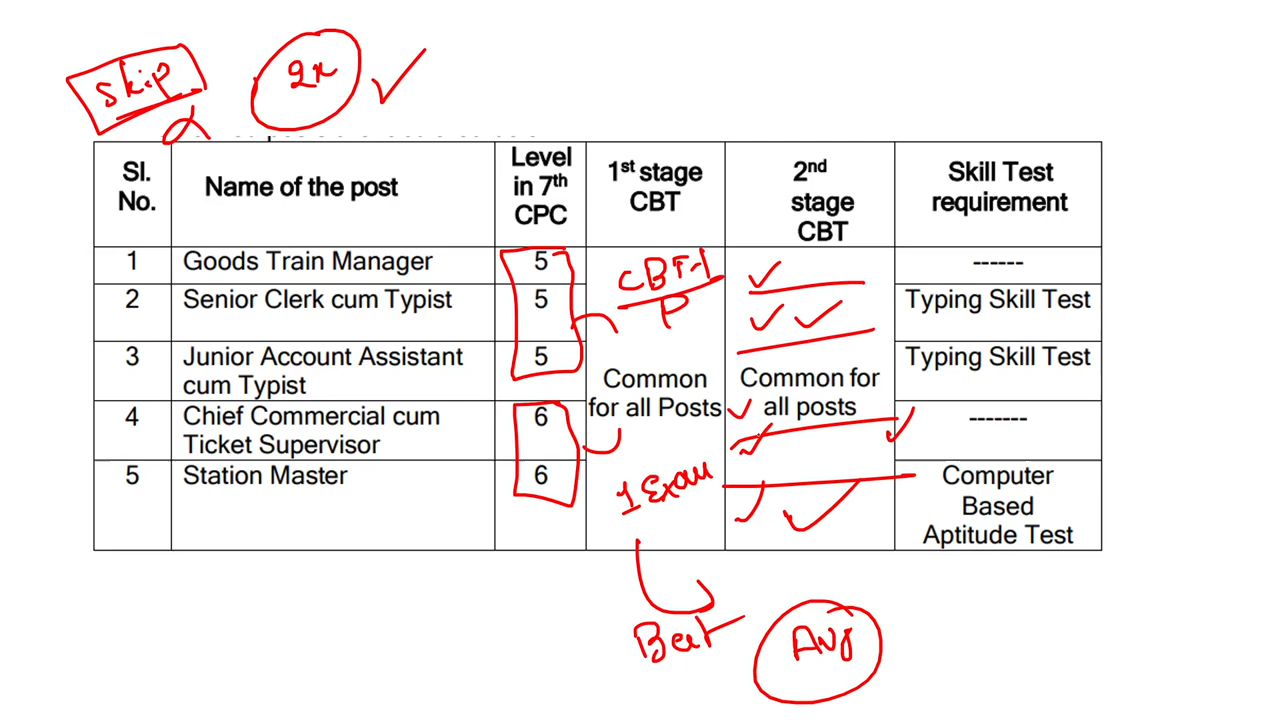 Skip
2x
Sl. No.
Name of the post
Level in 7th CPC
1st stage CBT
2nd stage CBT
Skill Test requirement
1 Goods Train Manager 5 ------
2 Senior Clerk cum Typist 5 Typing Skill Test
3 Junior Account Assistant cum Typist 5 Typing Skill Test
4 Chief Commercial cum Ticket Supervisor 6 -------
5 Station Master 6 Computer Based Aptitude Test
CBT-1
P
Common for all Posts
Common for all posts
1 Exam